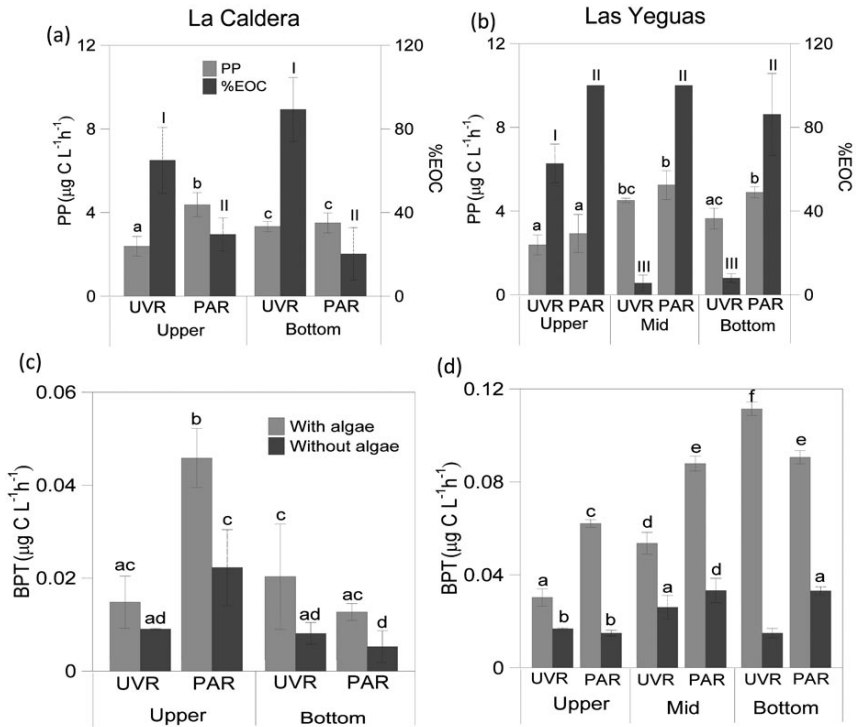 La Caldera
Las Yeguas
(a)
12
8
4
0
PP (µg C L⁻¹h⁻¹)
120
80
40
0
%EOC
PP
%EOC
a
I
b
II
c
I
c
II
UVR PAR UVR PAR
Upper Bottom
(b)
12
8
4
0
PP (µg C L⁻¹h⁻¹)
120
80
40
0
%EOC
a
I
a
II
bc
III
b
II
ac
III
b
II
UVR PAR UVR PAR UVR PAR
Upper Mid Bottom
(c)
0.06
0.04
0.02
0
BPT (µg C L⁻¹h⁻¹)
With algae
Without algae
ac
ad
b
c
c
ad
ac
d
UVR PAR UVR PAR
Upper Bottom
(d)
0.12
0.08
0.04
0
BPT (µg C L⁻¹h⁻¹)
a
b
c
b
d
a
e
d
f
e
a
UVR PAR UVR PAR UVR PAR
Upper Mid Bottom